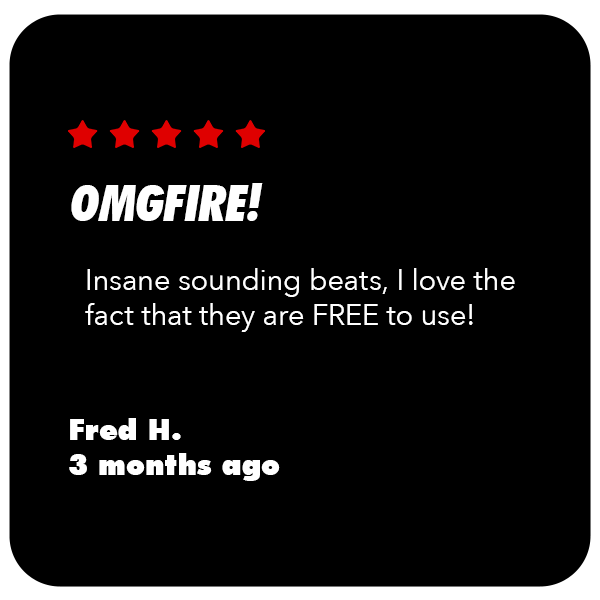 OMGFIRE!
Insane sounding beats, I love the
fact that they are FREE to use!
Fred H.
3 months ago